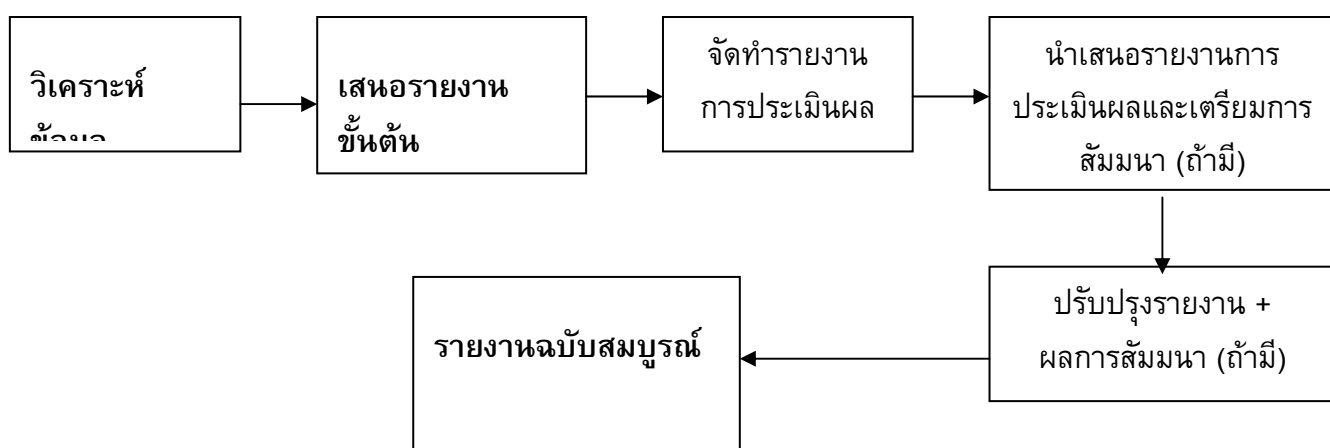 วิเคราะห์
ข้อมูล
เสนอรายงาน
ขั้นต้น
จัดทำรายงาน
การประเมินผล
นำเสนอรายงานการ
ประเมินผลและเตรียมการ
สัมมนา (ถ้ามี)
ปรับปรุงรายงาน +
ผลการสัมมนา (ถ้ามี)
รายงานฉบับสมบูรณ์